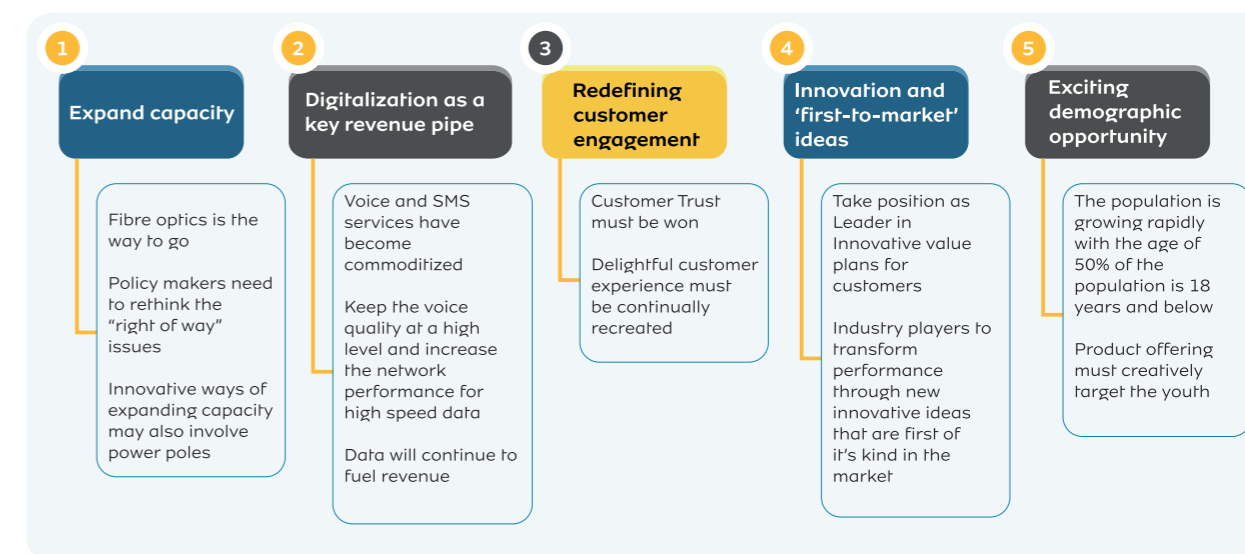 1
Expand capacity
Fibre optics is the
way to go
Policy makers need
to rethink the
“right of way”
issues
Innovative ways of
expanding capacity
may also involve
power poles
2
Digitalization as a
key revenue pipe
Voice and SMS
services have
become
commoditized
Keep the voice
quality at a high
level and increase
the network
performance for
high speed data
Data will continue to
fuel revenue
3
Redefining
customer
engagement
Customer Trust
must be won
Delightful customer
experience must
be continually
recreated
4
Innovation and
‘first-to-market’
ideas
Take position as
Leader in
Innovative value
plans for
customers
Industry players to
transform
performance
through new
innovative ideas
that are first of
it’s kind in the
market
5
Exciting
demographic
opportunity
The population is
growing rapidly
with the age of
50% of the
population is 18
years and below
Product offering
must creatively
target the youth